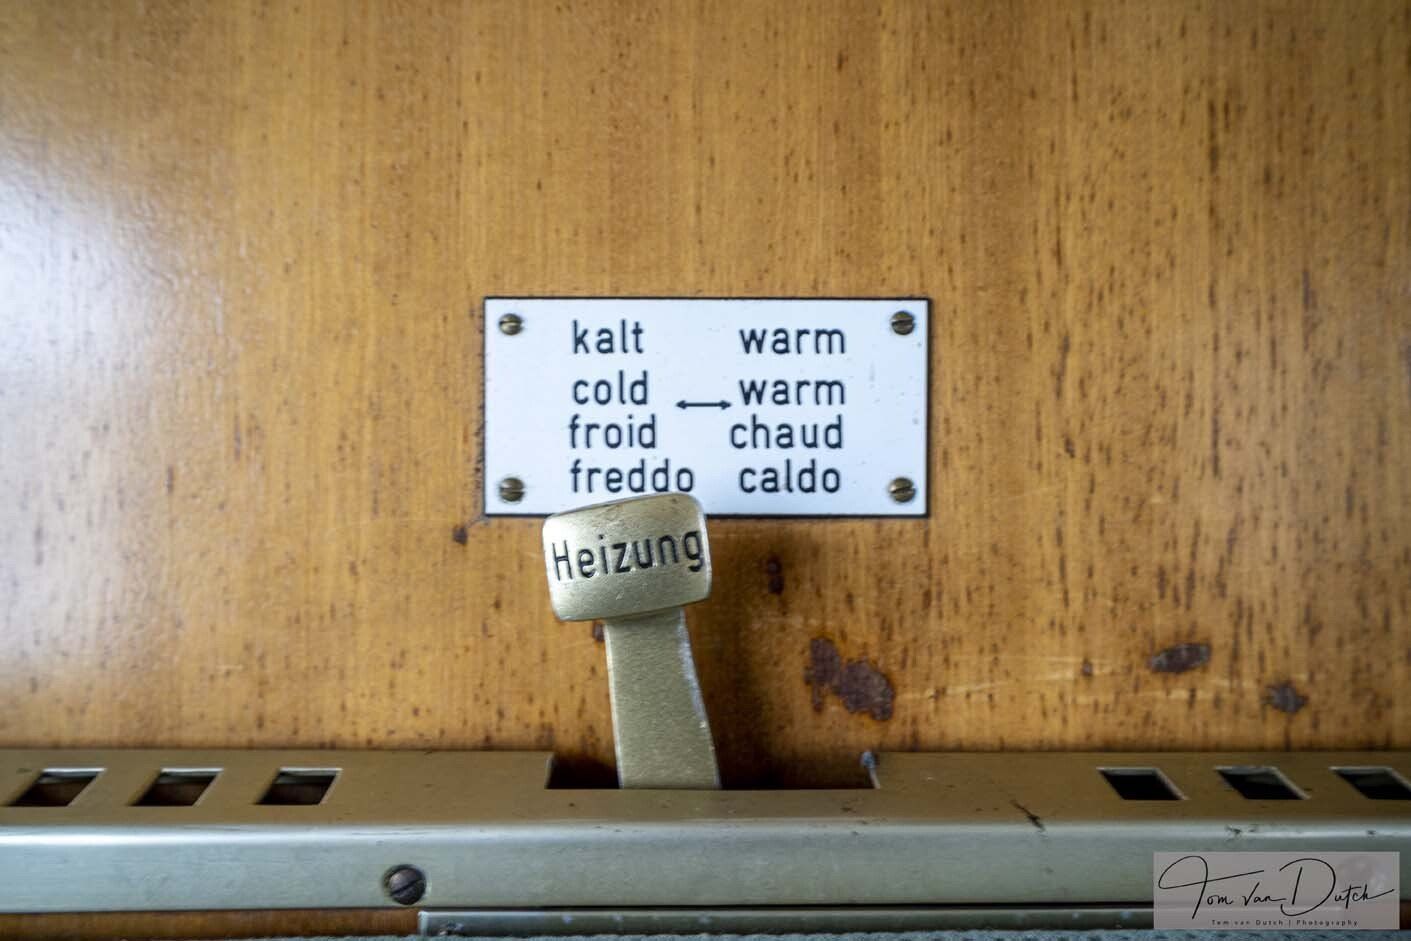 kalt warm
cold ↔ warm
froid chaud
freddo caldo
Heizung
Tom van Dutch
Tom van Dutch | Photography